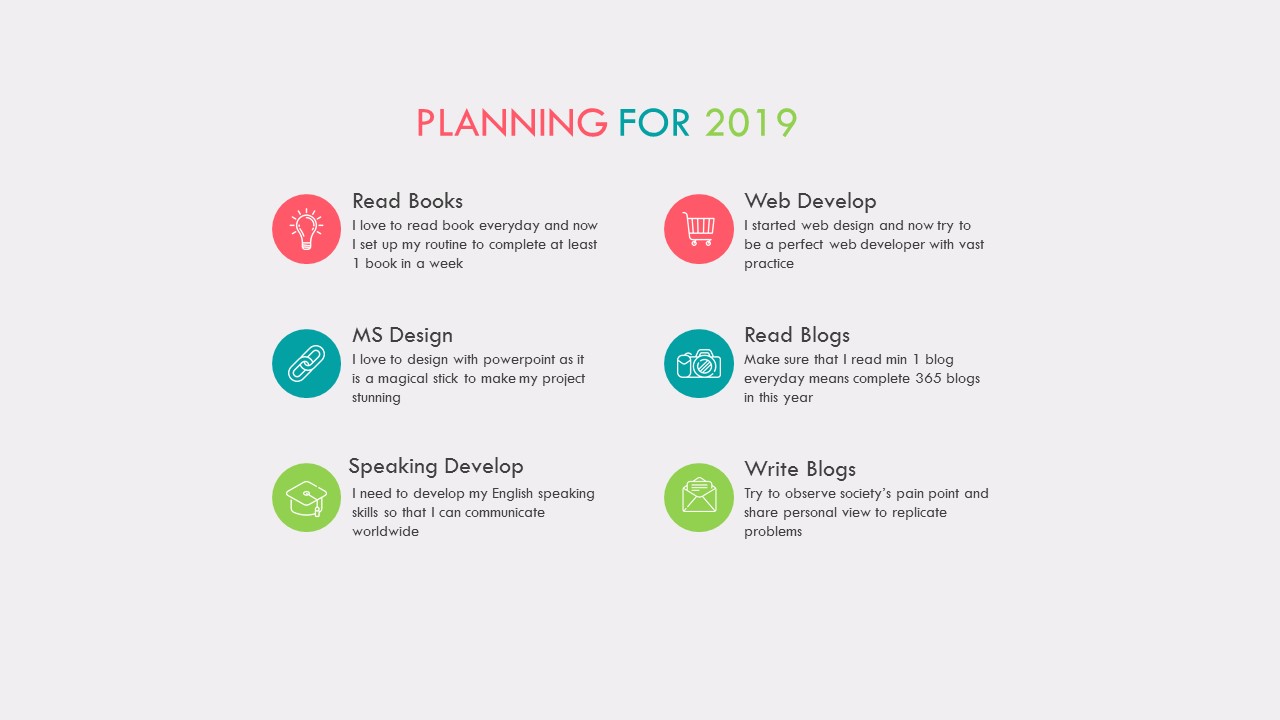 PLANNING FOR 2019
Read Books
I love to read book everyday and now
I set up my routine to complete at least
1 book in a week
Web Develop
I started web design and now try to
be a perfect web developer with vast
practice
MS Design
I love to design with powerpoint as it
is a magical stick to make my project
stunning
Read Blogs
Make sure that I read min 1 blog
everyday means complete 365 blogs
in this year
Speaking Develop
I need to develop my English speaking
skills so that I can communicate
worldwide
Write Blogs
Try to observe society’s pain point and
share personal view to replicate
problems